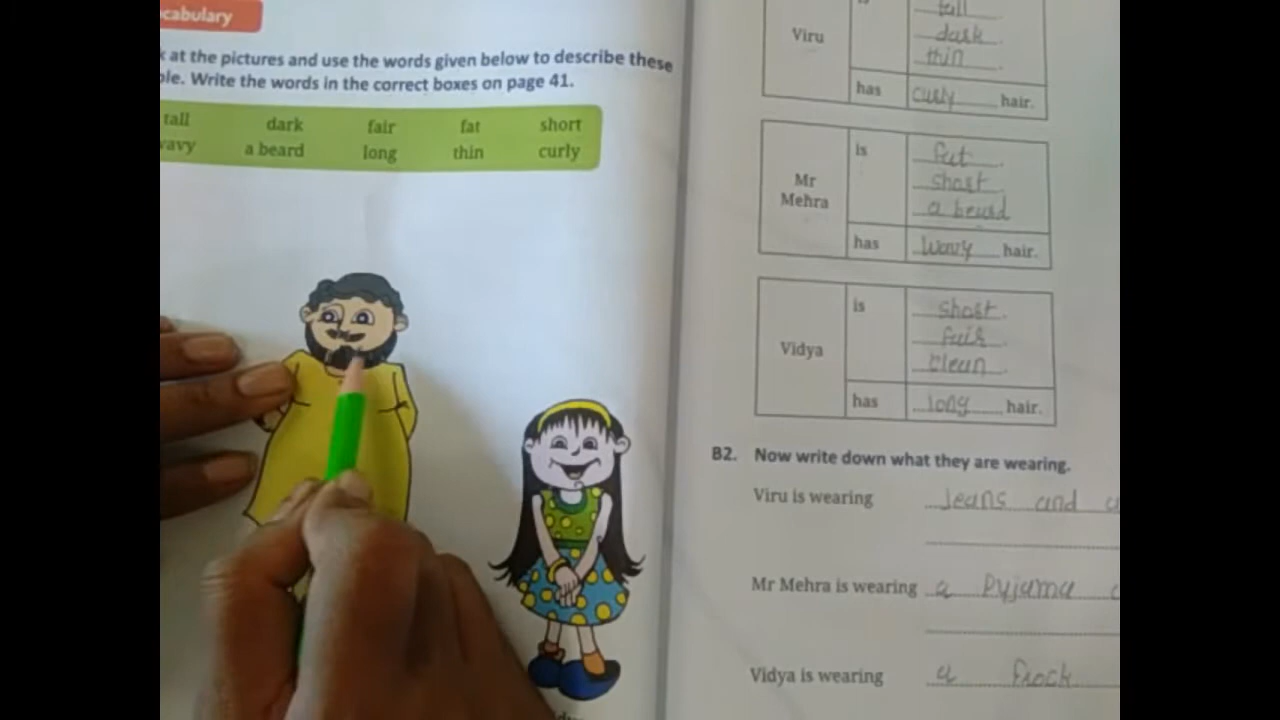 cabulary
at the pictures and use the words given below to describe these
ple. Write the words in the correct boxes on page 41.
tall dark fair fat short
wavy a beard long thin curly
Viru
tall
dark
thin
has curly hair.
Mr Mehra
is fat
short
a beard
has wavy hair.
Vidya
is short
fair
clean
has long hair.
B2. Now write down what they are wearing.
Viru is wearing Jeans and a
Mr Mehra is wearing a Pyjama
Vidya is wearing a frock